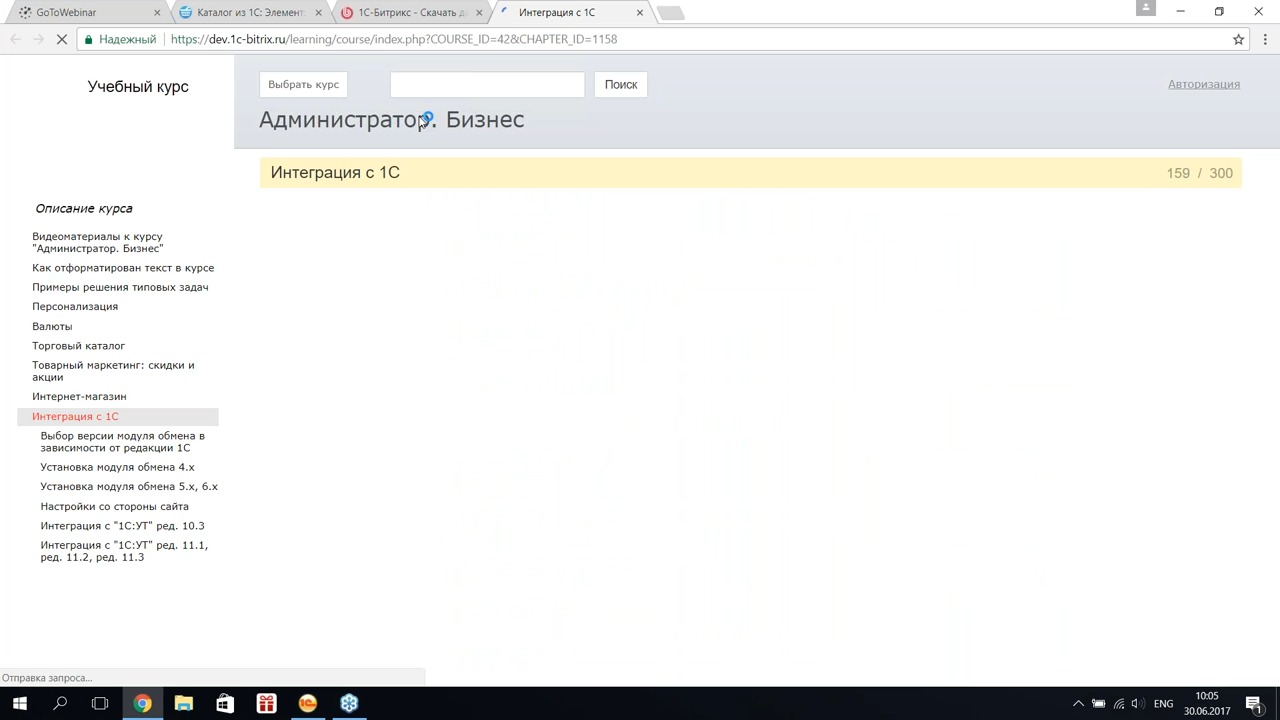 GoToWebinar
Каталог из 1С: Элемент
1С-Битрикс - Скачать д
Интеграция с 1С
Надежный
https://dev.1c-bitrix.ru/learning/course/index.php?COURSE_ID=42&CHAPTER_ID=1158
Учебный курс
Выбрать курс
Поиск
Авторизация
Администратор. Бизнес
Интеграция с 1С
159 / 300
Описание курса
Видеоматериалы к курсу
"Администратор. Бизнес"
Как отформатирован текст в курсе
Примеры решения типовых задач
Персонализация
Валюты
Торговый каталог
Товарный маркетинг: скидки и
акции
Интернет-магазин
Интеграция с 1С
Выбор версии модуля обмена в
зависимости от редакции 1С
Установка модуля обмена 4.x
Установка модуля обмена 5.x, 6.x
Настройки со стороны сайта
Интеграция с "1С:УТ" ред. 10.3
Интеграция с "1С:УТ" ред. 11.1,
ред. 11.2, ред. 11.3
Отправка запроса...
ENG
10:05
30.06.2017
1